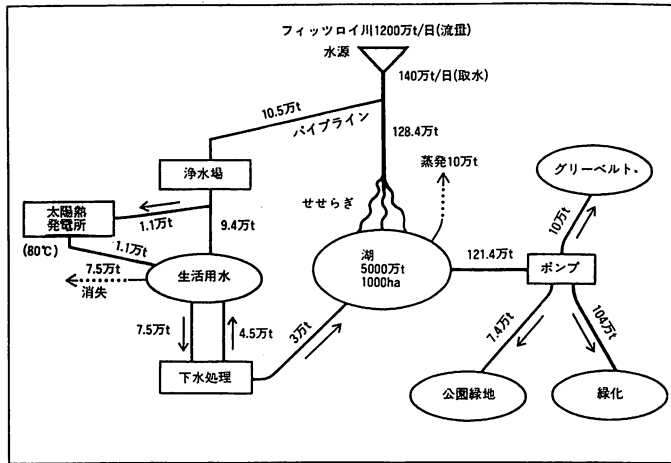 フィッツロイ川1200万t/日(流量)
水源
140万t/日(取水)
10.5万t
パイプライン
128.4万t
浄水場
蒸発10万t
グリーベルト、
せせらぎ
太陽熱
発電所
1.1万t
9.4万t
10万t
(80℃)
1.1万t
7.5万t
消失
生活用水
湖
5000万t
1000ha
121.4万t
ポンプ
7.5万t
4.5万t
3万t
7.4万t
104万t
下水処理
公園緑地
緑化